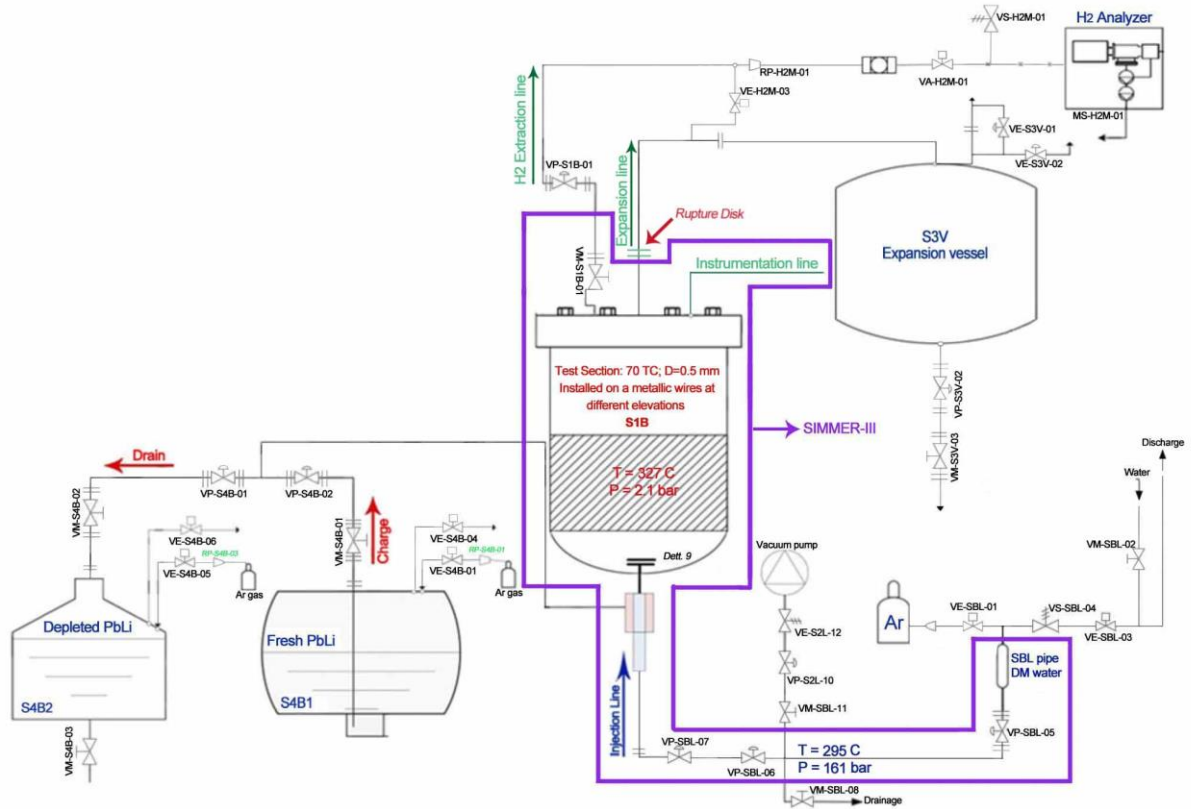 VS-H2M-01
H2 Analyzer
RP-H2M-01
VA-H2M-01
VE-H2M-03
MS-H2M-01
H2 Extraction line
VP-S1B-01
Expansion line
VE-S3V-01
VE-S3V-02
Rupture Disk
VM-S1B-01
Instrumentation line
S3V
Expansion vessel
Test Section: 70 TC; D=0.5 mm
Installed on a metallic wires at
different elevations
S1B
VP-S3V-02
SIMMER-III
T = 327 C
P = 2.1 bar
VM-S3V-03
Discharge
Water
Drain
VP-S4B-01
VP-S4B-02
VM-S4B-02
VM-S4B-01
Charge
VE-S4B-06
VE-S4B-04
RP-S4B-03
RP-S4B-01
VE-S4B-05
VE-S4B-01
Ar gas
Ar gas
Dett. 9
Vacuum pump
VM-SBL-02
VE-SBL-01
VS-SBL-04
Ar
VE-SBL-03
VE-S2L-12
Depleted PbLi
Fresh PbLi
SBL pipe
DM water
VP-S2L-10
S4B2
S4B1
VM-SBL-11
Injection Line
VP-SBL-05
VM-S4B-03
VP-SBL-07
VP-SBL-06
T = 295 C
P = 161 bar
VM-SBL-08
Drainage